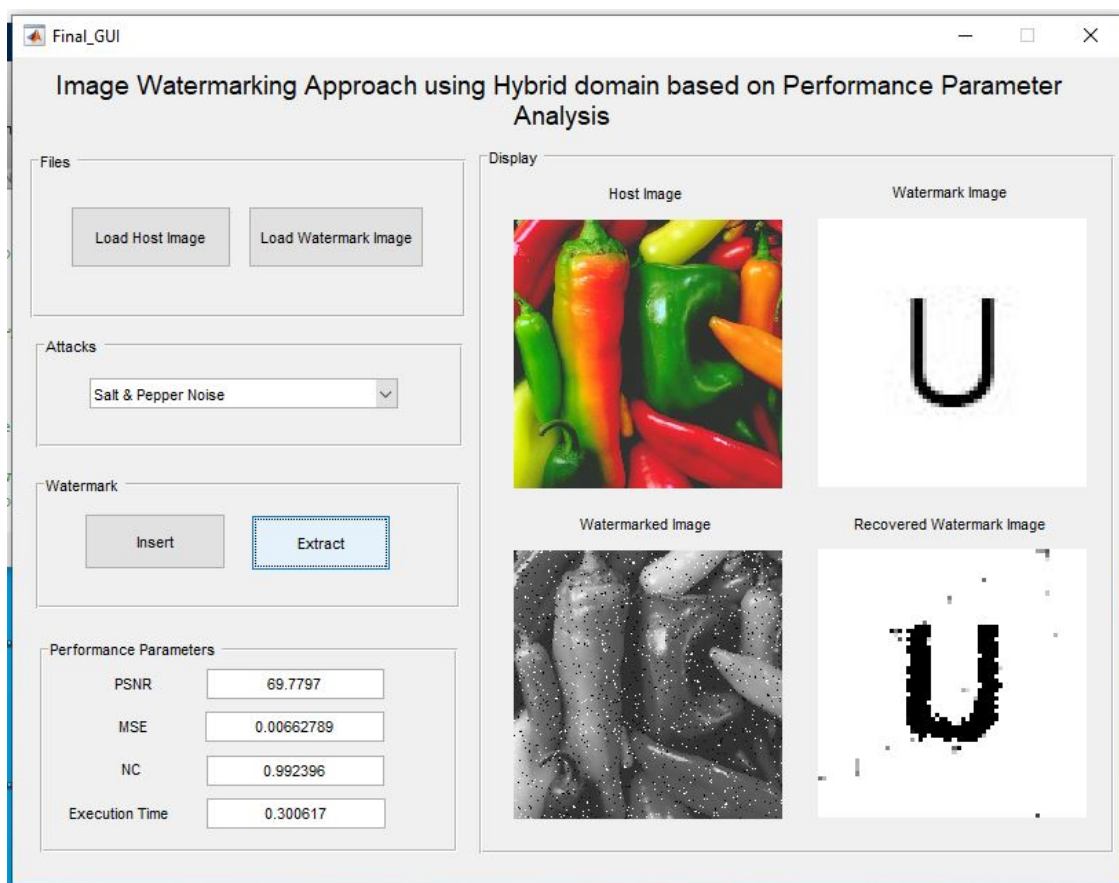 Final_GUI
Image Watermarking Approach using Hybrid domain based on Performance Parameter
Analysis
Files
Load Host Image
Load Watermark Image
Attacks
Salt & Pepper Noise
Watermark
Insert
Extract
Performance Parameters
PSNR
69.7797
MSE
0.00662789
NC
0.992396
Execution Time
0.300617
Display
Host Image
Watermark Image
U
Watermarked Image
Recovered Watermark Image
U